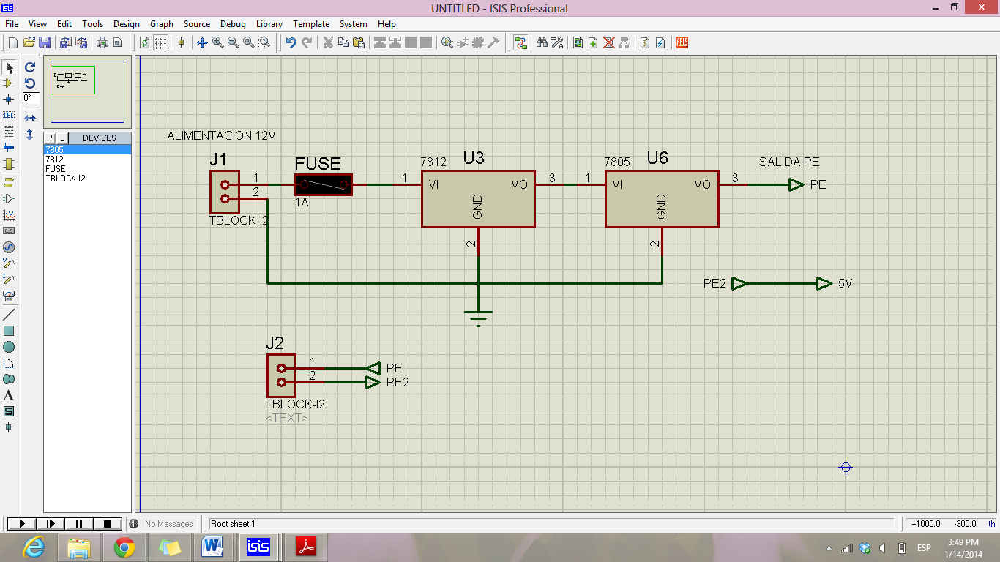 UNTITLED - ISIS Professional
File View Edit Tools Design Graph Source Debug Library Template System Help
LBL
0°
P L DEVICES
7805
7812
FUSE
TBLOCK-I2
A
S
V
I
$
ARES
ALIMENTACION 12V
J1
1
2
TBLOCK-I2
FUSE
1A
7812 U3
1 VI VO 3
GND
2
7805 U6
1 VI VO 3
GND
2
SALIDA PE
PE
PE2 5V
J2
1 PE
2 PE2
TBLOCK-I2
<TEXT>
No Messages
Root sheet 1
+1000.0 -300.0 th
isis
ESP
3:49 PM
1/14/2014